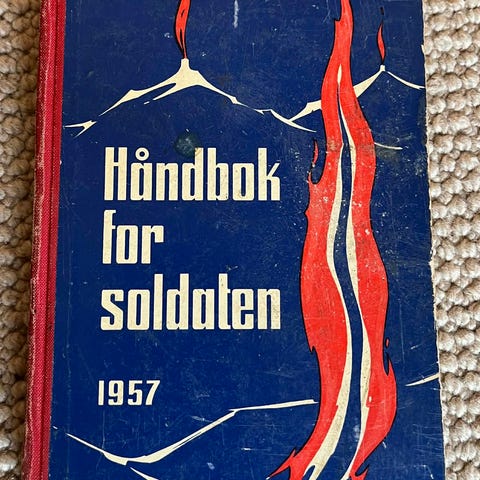 Håndbok
for
soldaten
1957